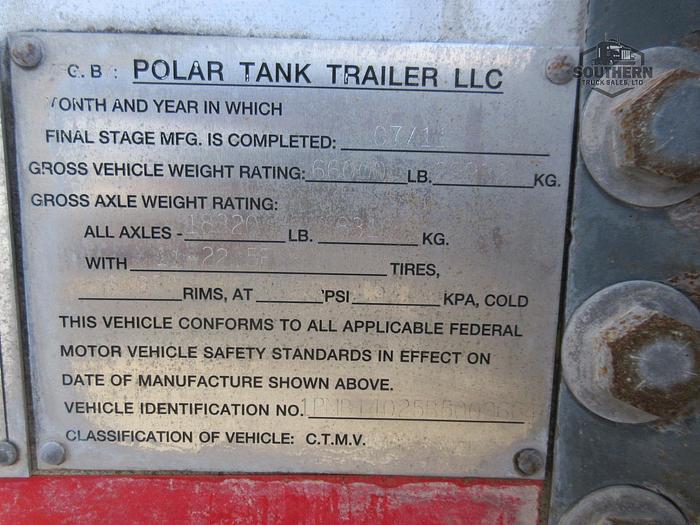 SOUTHERN
TRUCK SALES, LTD.
G. B : POLAR TANK TRAILER LLC
MONTH AND YEAR IN WHICH
FINAL STAGE MFG. IS COMPLETED:
GROSS VEHICLE WEIGHT RATING: LB. KG.
GROSS AXLE WEIGHT RATING:
ALL AXLES - 18320 LB. KG.
WITH TIRES,
RIMS, AT PSI KPA, COLD
THIS VEHICLE CONFORMS TO ALL APPLICABLE FEDERAL
MOTOR VEHICLE SAFETY STANDARDS IN EFFECT ON
DATE OF MANUFACTURE SHOWN ABOVE.
VEHICLE IDENTIFICATION NO.
CLASSIFICATION OF VEHICLE: C.T.M.V.